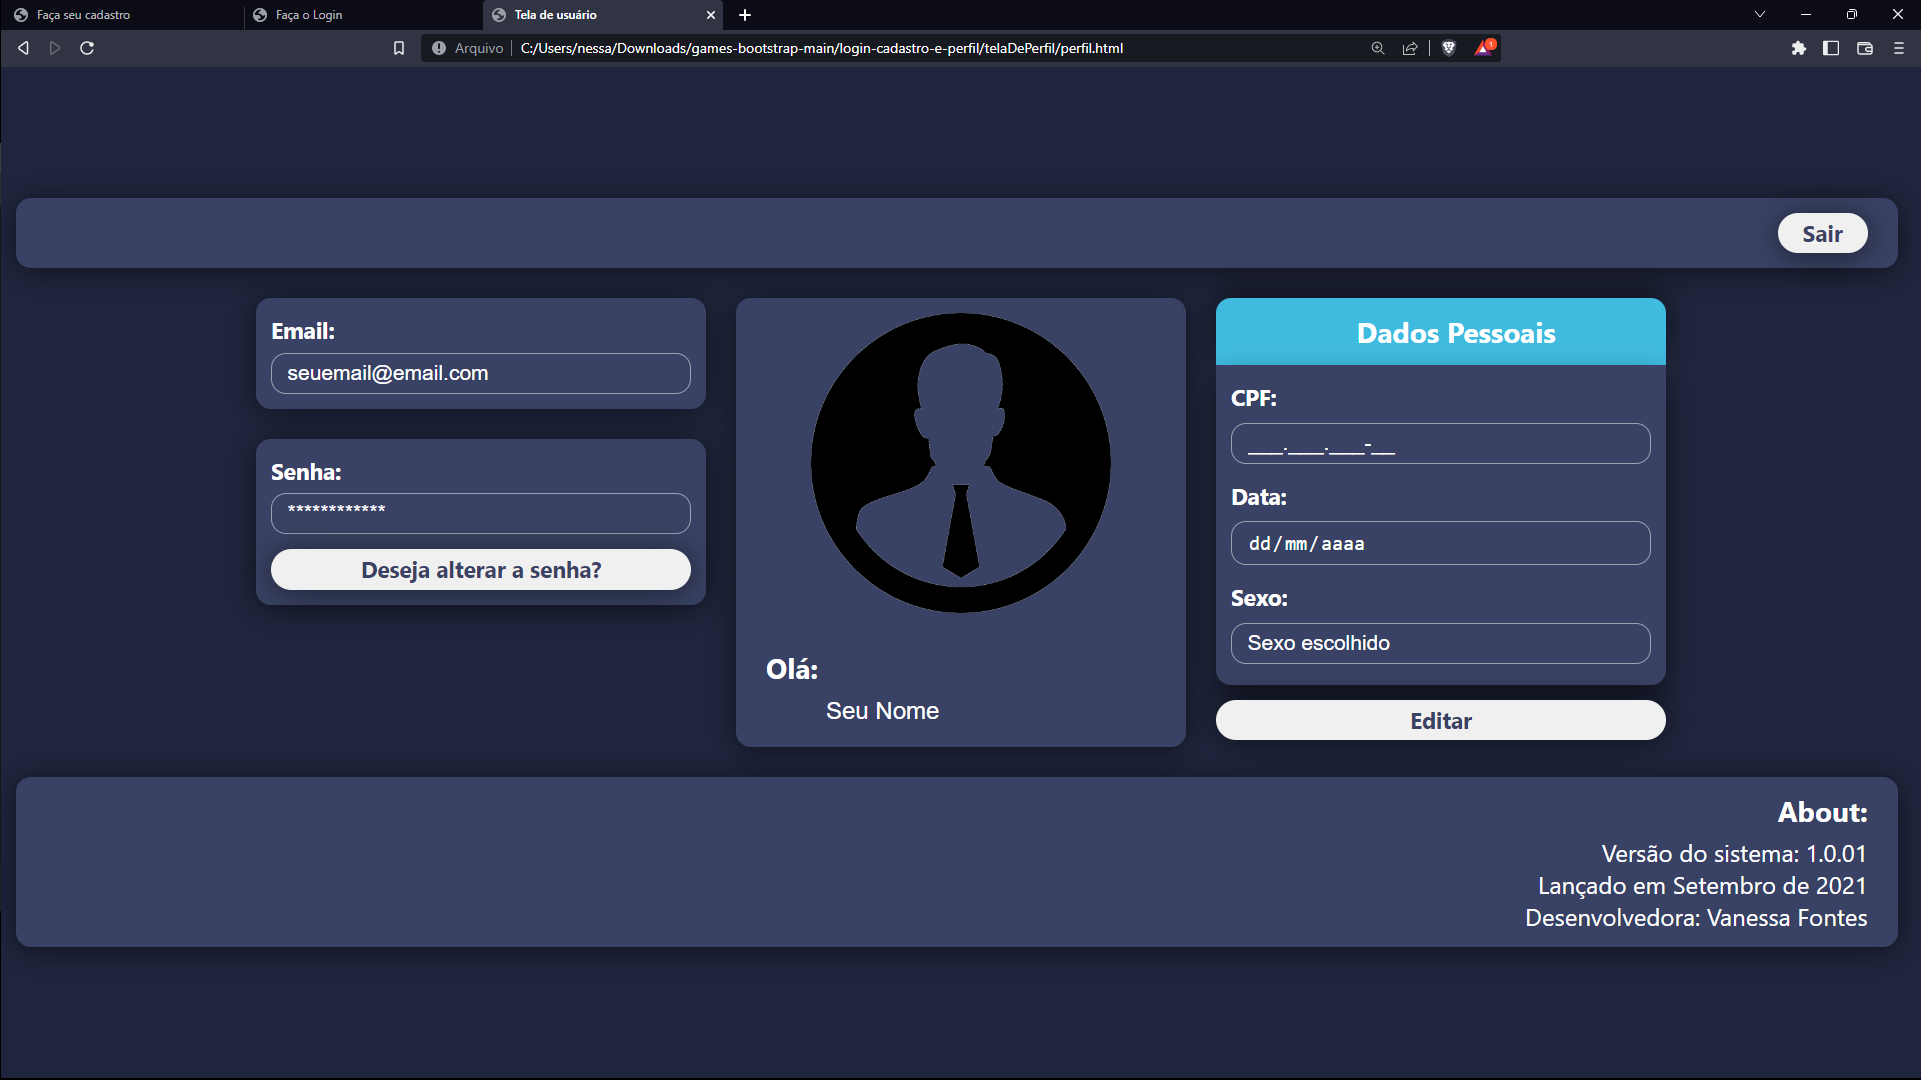 Faça seu cadastro
Faça o Login
Tela de usuário
Arquivo
C:/Users/nessa/Downloads/games-bootstrap-main/login-cadastro-e-perfil/telaDePerfil/perfil.html
1
Sair
Email:
seuemail@email.com
Senha:
************
Deseja alterar a senha?
Olá:
Seu Nome
Dados Pessoais
CPF:
___.___.___-__
Data:
dd/mm/aaaa
Sexo:
Sexo escolhido
Editar
About:
Versão do sistema: 1.0.01
Lançado em Setembro de 2021
Desenvolvedora: Vanessa Fontes